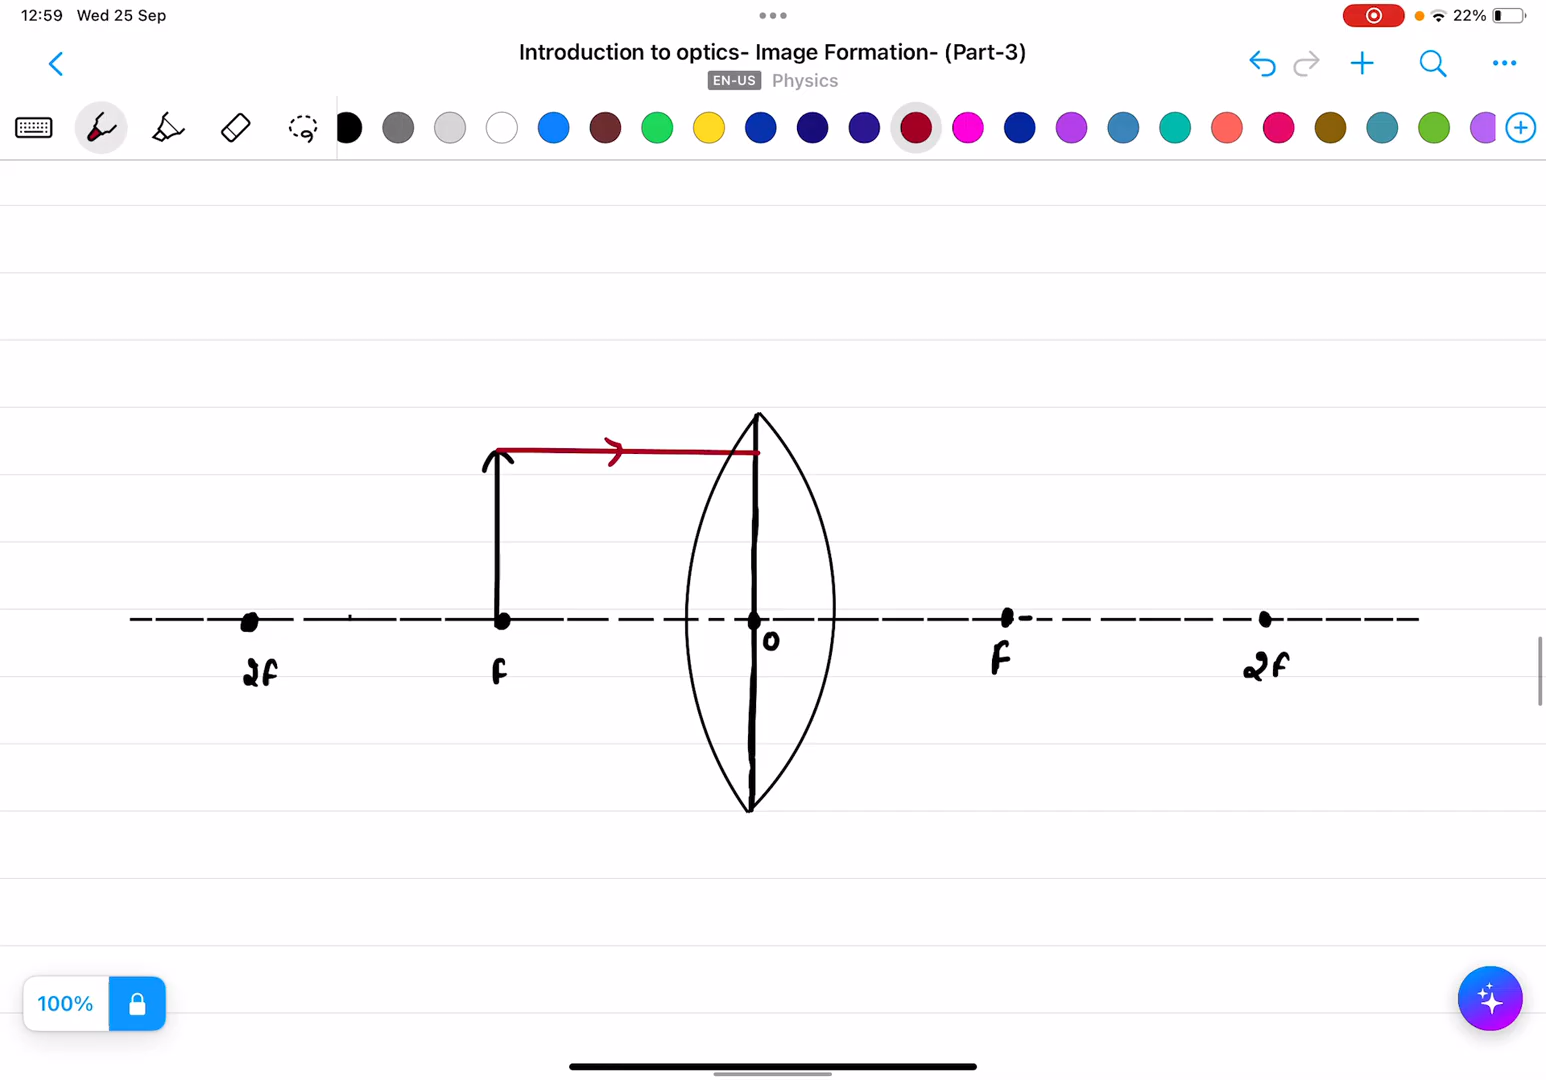 12:59 Wed 25 Sep
22%
Introduction to optics- Image Formation- (Part-3)
EN-US Physics
O
2F F F 2F
100%